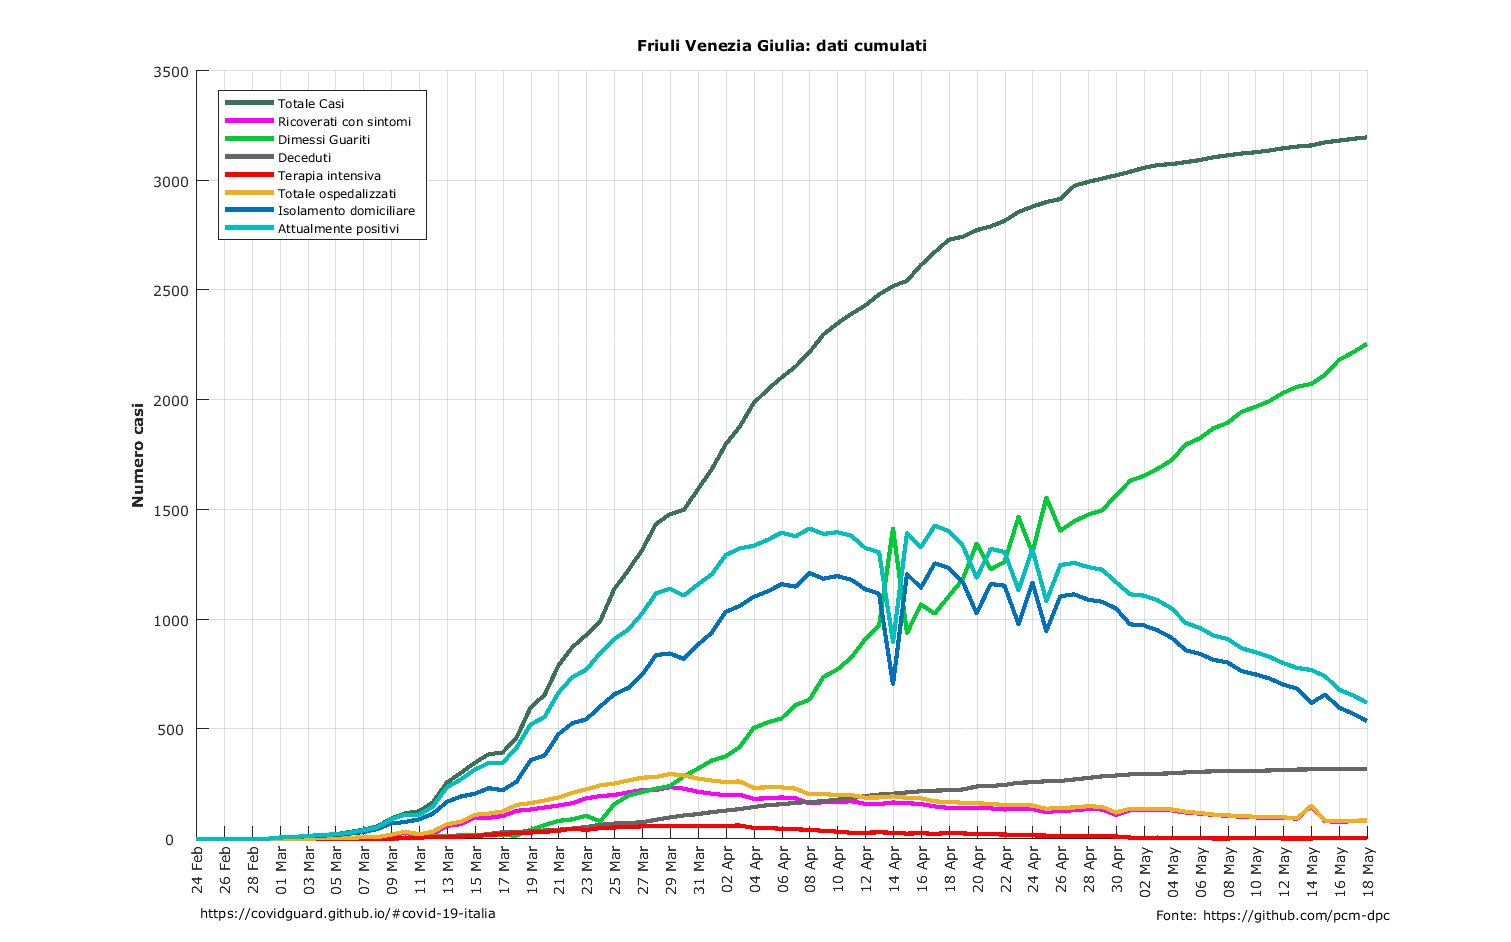 Friuli Venezia Giulia: dati cumulati
Numero casi
3500
3000
2500
2000
1500
1000
500
0
Totale Casi
Ricoverati con sintomi
Dimessi Guariti
Deceduti
Terapia intensiva
Totale ospedalizzati
Isolamento domiciliare
Attualmente positivi
24 Feb
26 Feb
28 Feb
01 Mar
03 Mar
05 Mar
07 Mar
09 Mar
11 Mar
13 Mar
15 Mar
17 Mar
19 Mar
21 Mar
23 Mar
25 Mar
27 Mar
29 Mar
31 Mar
02 Apr
04 Apr
06 Apr
08 Apr
10 Apr
12 Apr
14 Apr
16 Apr
18 Apr
20 Apr
22 Apr
24 Apr
26 Apr
28 Apr
30 Apr
02 May
04 May
06 May
08 May
10 May
12 May
14 May
16 May
18 May
https://covidguard.github.io/#covid-19-italia
Fonte: https://github.com/pcm-dpc